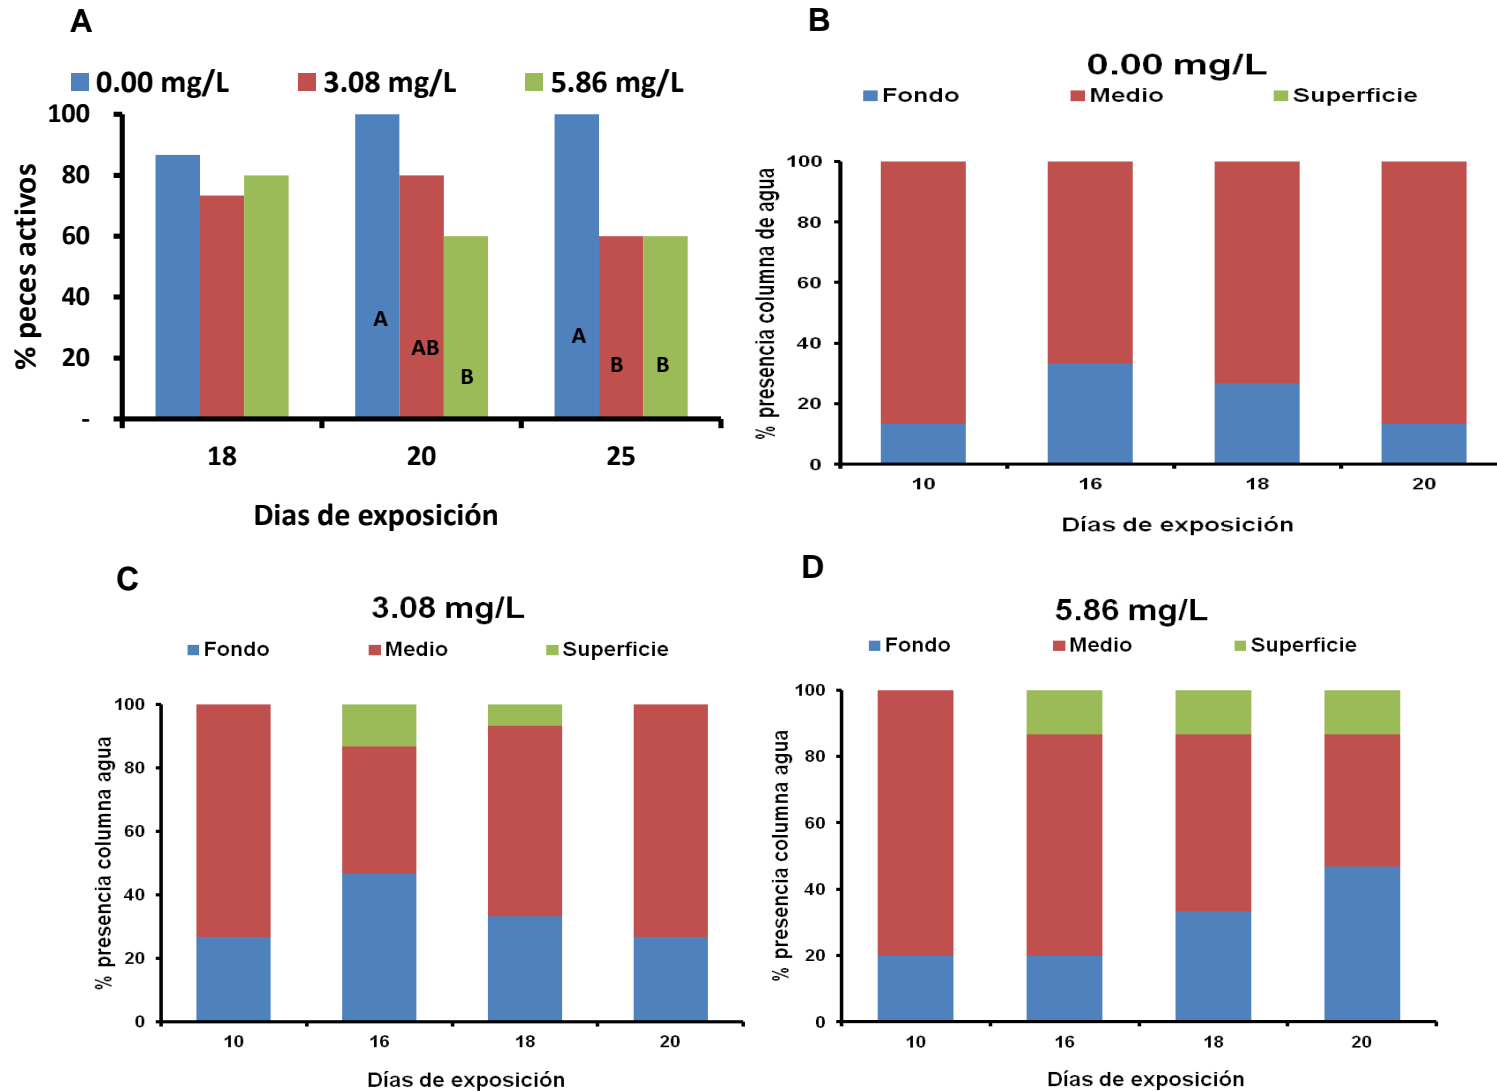 A
0.00 mg/L 3.08 mg/L 5.86 mg/L
% peces activos
100
80
60
40
20
-
A
AB
B
A
B
B
18 20 25
Dias de exposición
B
0.00 mg/L
Fondo Medio Superficie
% presencia columna de agua
100
80
60
40
20
0
10 16 18 20
Días de exposición
C
3.08 mg/L
Fondo Medio Superficie
% presencia columna agua
100
80
60
40
20
0
10 16 18 20
Días de exposición
D
5.86 mg/L
Fondo Medio Superficie
% presencia columna agua
100
80
60
40
20
0
10 16 18 20
Días de exposición